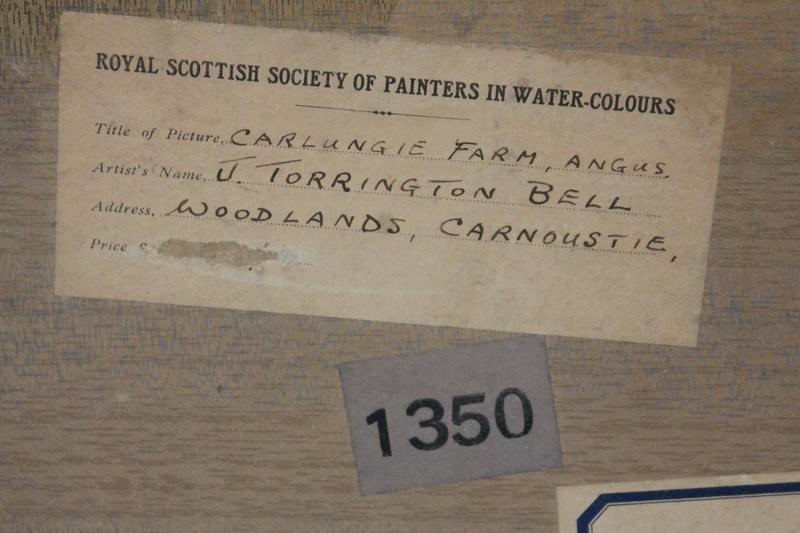 ROYAL SCOTTISH SOCIETY OF PAINTERS IN WATER-COLOURS
Title of Picture, CARLUNGIE FARM, ANGUS.
Artist's Name, J. TORRINGTON BELL
Address, WOODLANDS, CARNOUSTIE,
Price £
1350